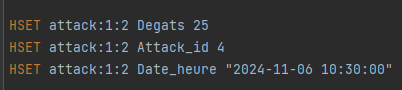 HSET attack:1:2 Degats 25
HSET attack:1:2 Attack_id 4
HSET attack:1:2 Date_heure "2024-11-06 10:30:00"